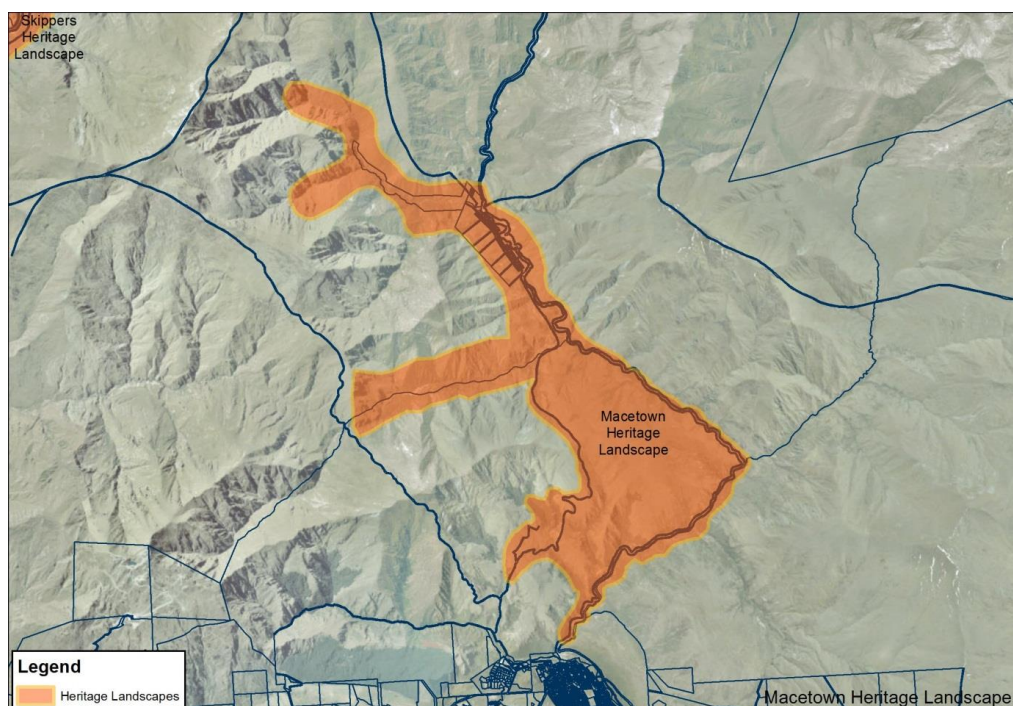 Skippers
Heritage
Landscape
Macetown
Heritage
Landscape
Legend
Heritage Landscapes
Macetown Heritage Landscape